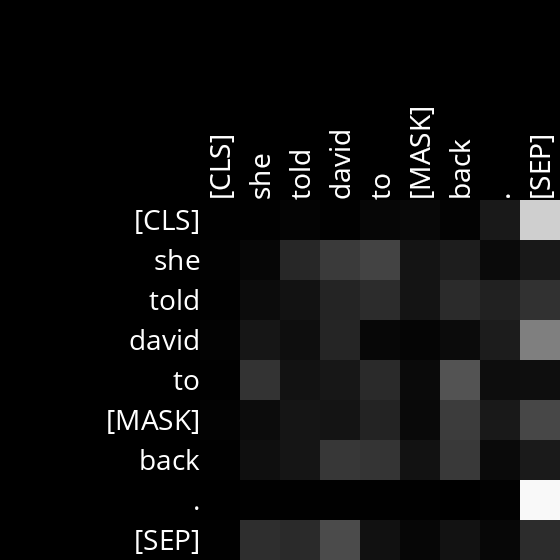 [CLS] she told david to [MASK] back . [SEP]
[CLS]
she
told
david
to
[MASK]
back
.
[SEP]